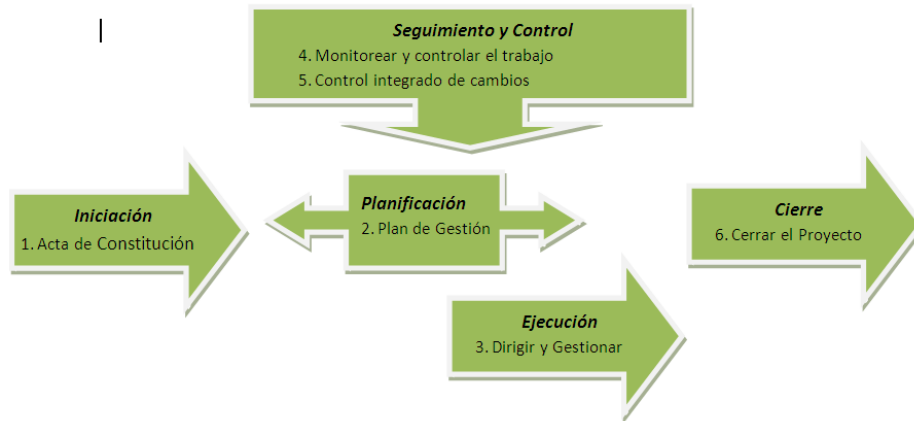 Seguimiento y Control
4. Monitorear y controlar el trabajo
5. Control integrado de cambios
Iniciación
1. Acta de Constitución
Planificación
2. Plan de Gestión
Ejecución
3. Dirigir y Gestionar
Cierre
6. Cerrar el Proyecto